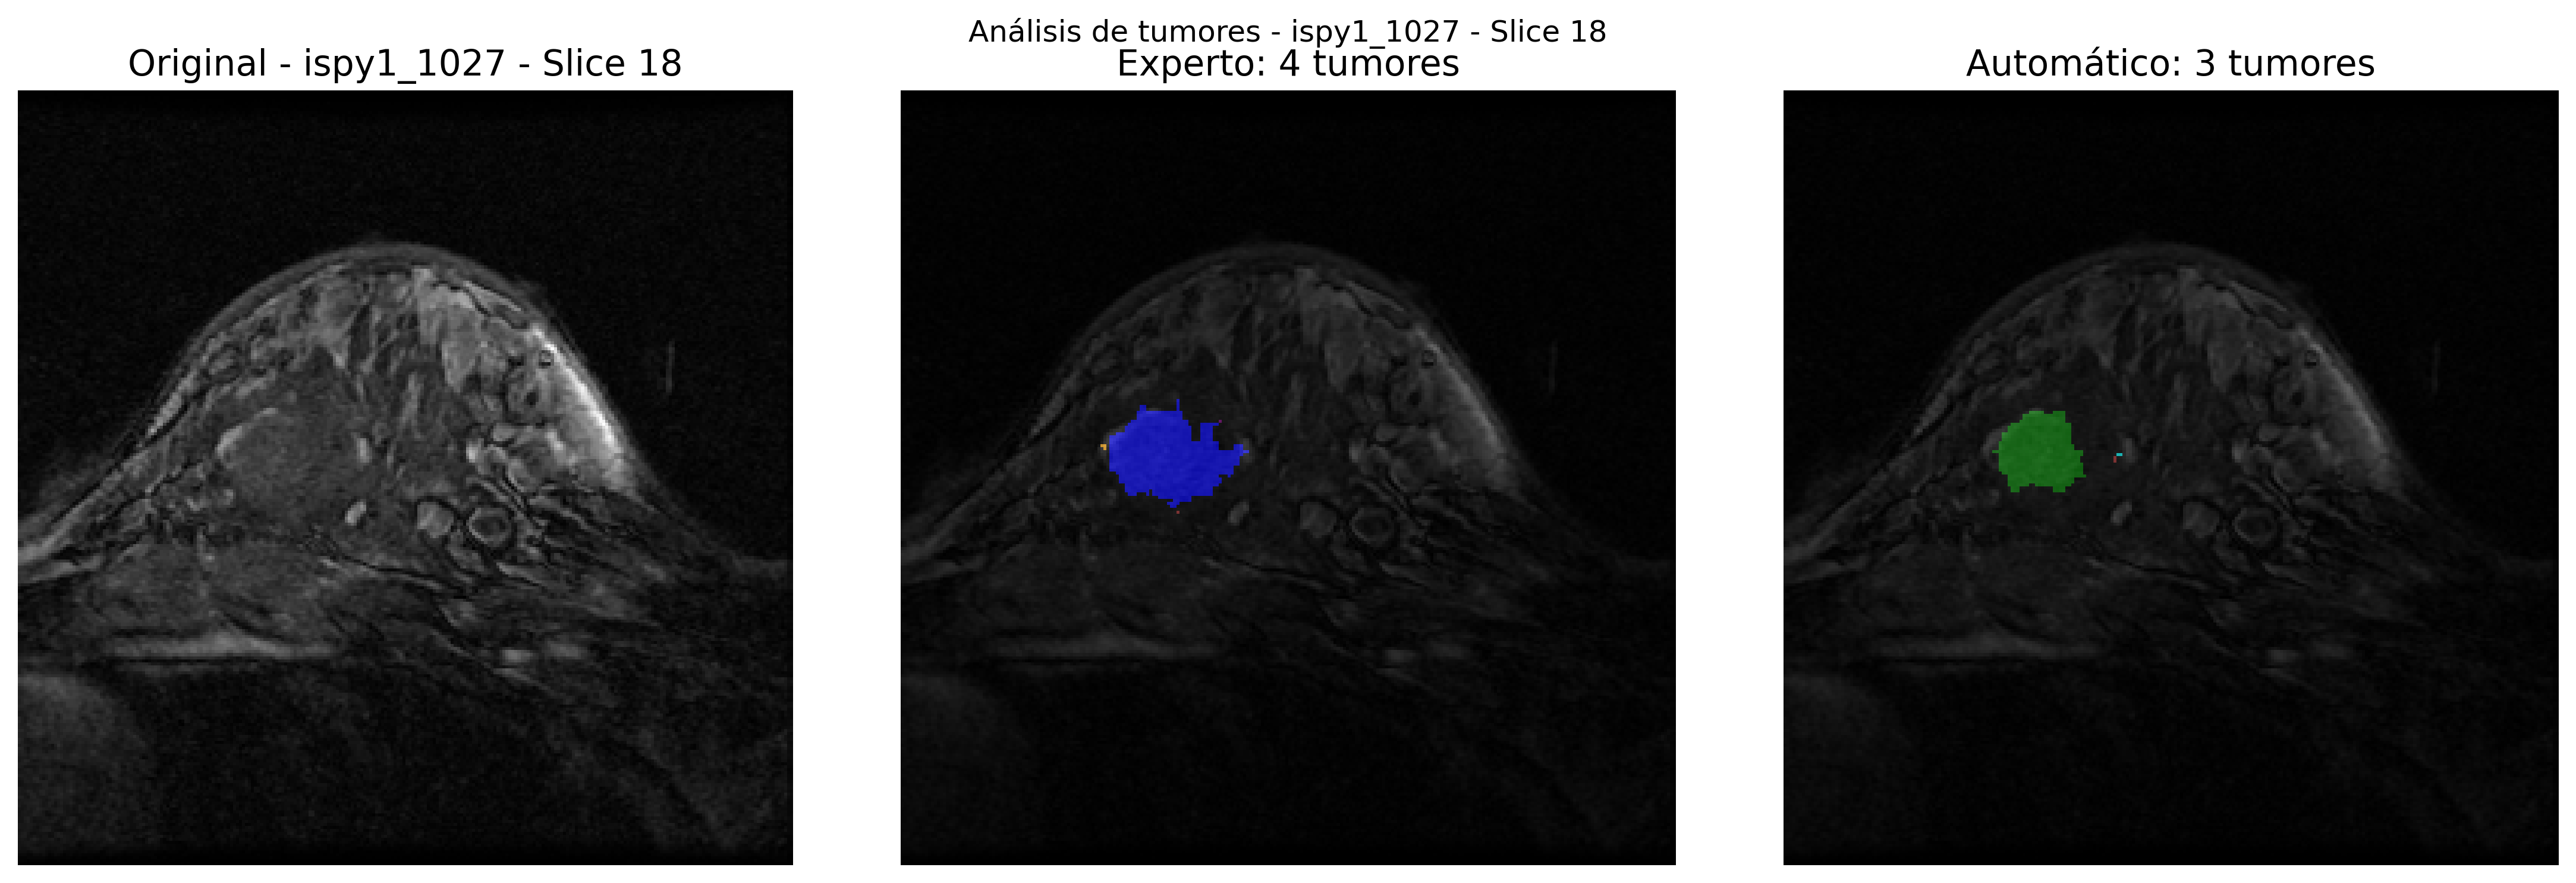 Análisis de tumores - ispy1_1027 - Slice 18
Original - ispy1_1027 - Slice 18
Experto: 4 tumores
Automático: 3 tumores